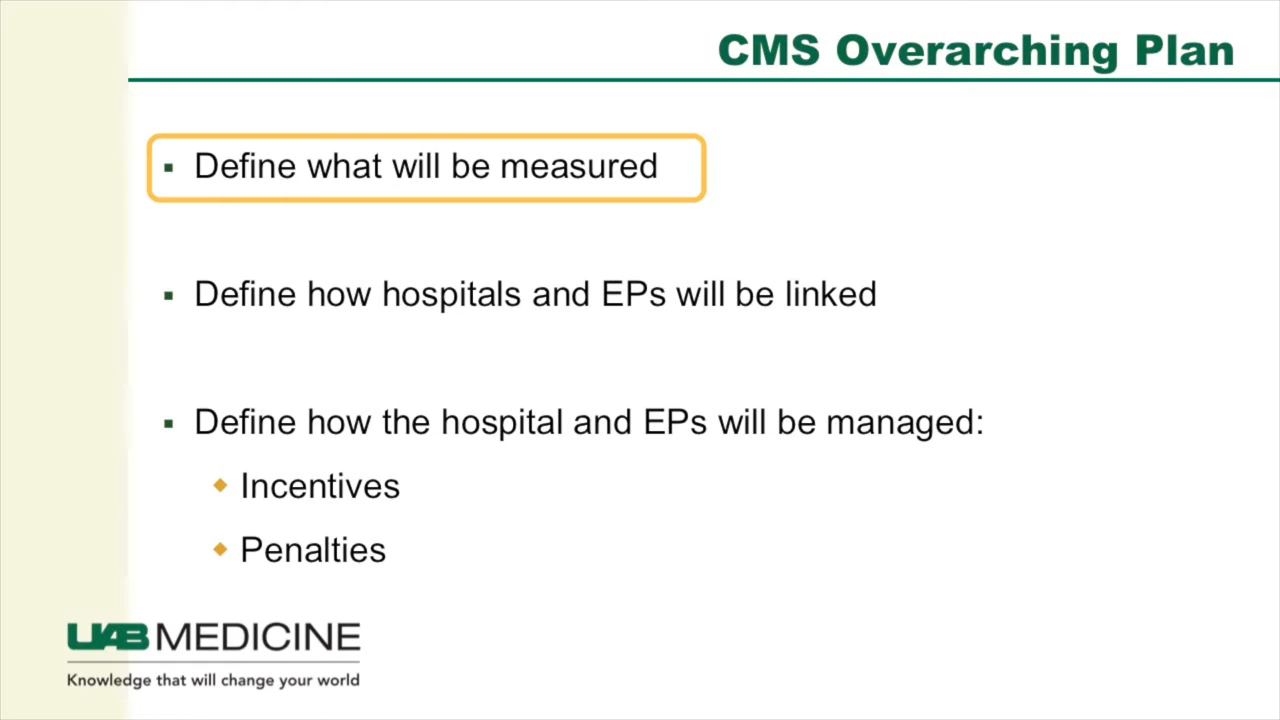 CMS Overarching Plan
▪ Define what will be measured
▪ Define how hospitals and EPs will be linked
▪ Define how the hospital and EPs will be managed:
◆ Incentives
◆ Penalties
UAB MEDICINE
Knowledge that will change your world